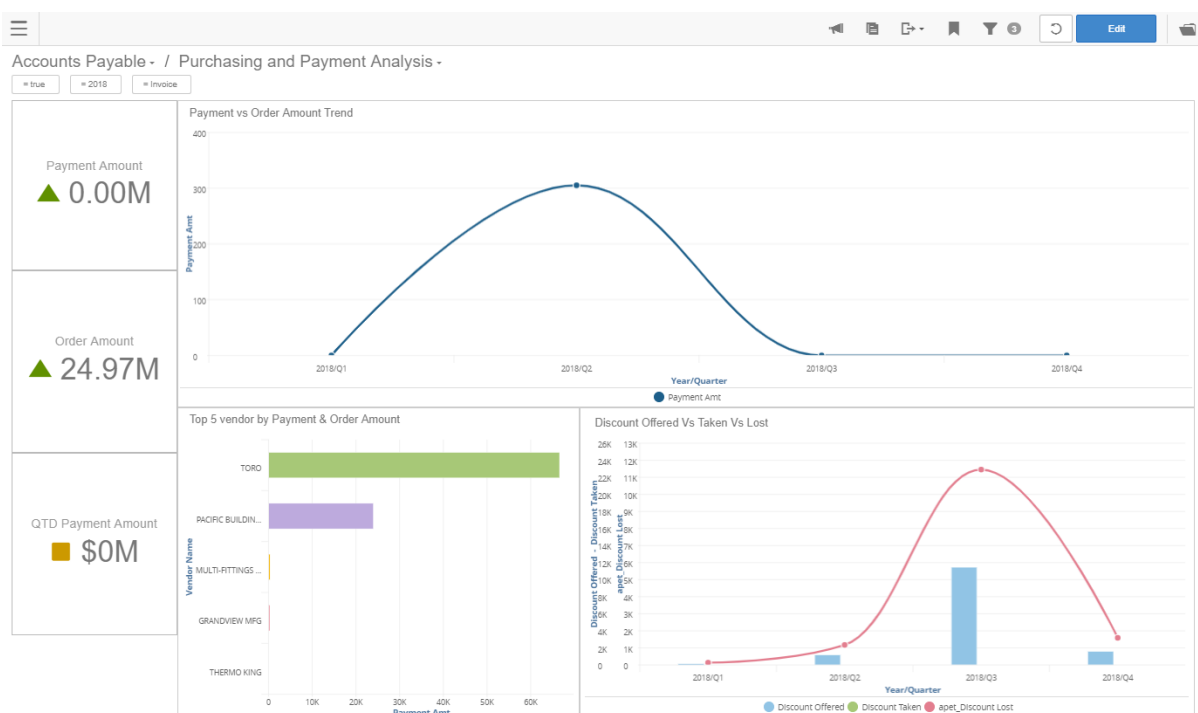 3
Edit
Accounts Payable / Purchasing and Payment Analysis
= true = 2018 = Invoice
Payment Amount
0.00M
Order Amount
24.97M
QTD Payment Amount
$0M
Payment vs Order Amount Trend
400
300
200
100
0
Payment Amt
2018/Q1 2018/Q2 2018/Q3 2018/Q4
Year/Quarter
Payment Amt
Top 5 vendor by Payment & Order Amount
Vendor Name
TORO
PACIFIC BUILDIN...
MULTI-FITTINGS ...
GRANDVIEW MFG
THERMO KING
0 10K 20K 30K 40K 50K 60K
Payment Amt
Discount Offered Vs Taken Vs Lost
Discount Offered - Discount Taken
apet_Discount Lost
26K 13K
24K 12K
22K 11K
20K 10K
18K 9K
16K 8K
14K 7K
12K 6K
10K 5K
8K 4K
6K 3K
4K 2K
2K 1K
0 0
2018/Q1 2018/Q2 2018/Q3 2018/Q4
Year/Quarter
Discount Offered Discount Taken apet_Discount Lost